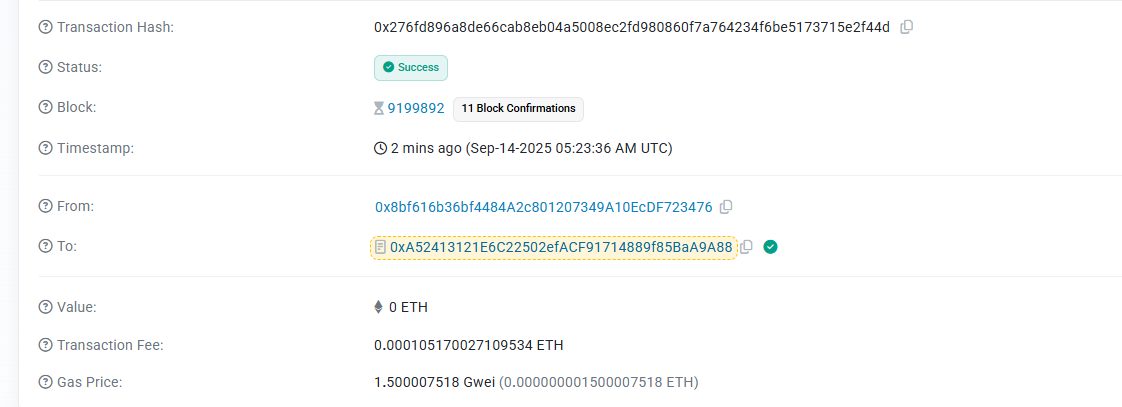 Transaction Hash: 0x276fd896a8de66cab8eb04a5008ec2fd980860f7a764234f6be5173715e2f44d
Status: Success
Block: 9199892 11 Block Confirmations
Timestamp: 2 mins ago (Sep-14-2025 05:23:36 AM UTC)
From: 0x8bf616b36bf4484A2c801207349A10EcDF723476
To: 0xA52413121E6C22502efACF91714889f85BaA9A88
Value: 0 ETH
Transaction Fee: 0.000105170027109534 ETH
Gas Price: 1.500007518 Gwei (0.000000001500007518 ETH)